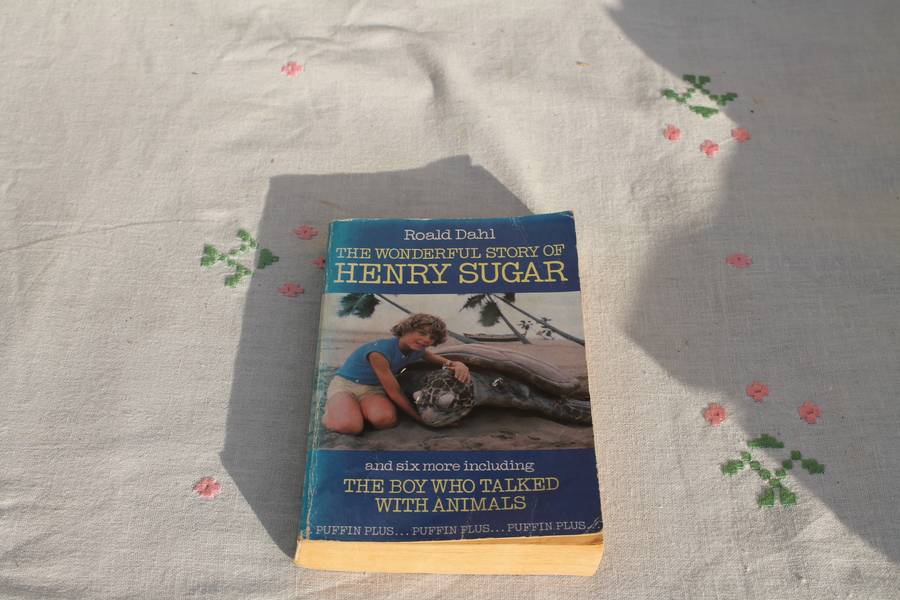 Roald Dahl
THE WONDERFUL STORY OF
HENRY SUGAR
and six more including
THE BOY WHO TALKED
WITH ANIMALS
PUFFIN PLUS... PUFFIN PLUS... PUFFIN PLUS